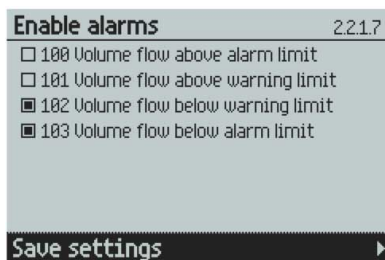 Enable alarms 2.2.1.7
100 Volume flow above alarm limit
101 Volume flow above warning limit
102 Volume flow below warning limit
103 Volume flow below alarm limit
Save settings